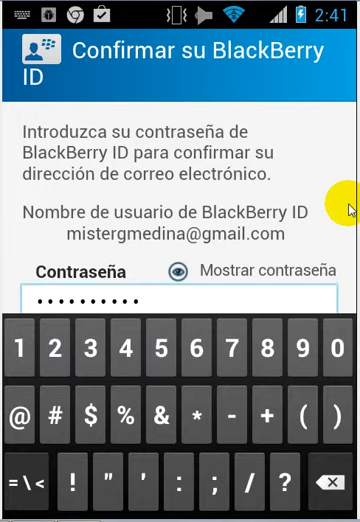 2:41
Confirmar su BlackBerry
ID
Introduzca su contraseña de
BlackBerry ID para confirmar su
dirección de correo electrónico.
Nombre de usuario de BlackBerry ID
mistergmedina@gmail.com
Contraseña Mostrar contraseña
••••••••••
1 2 3 4 5 6 7 8 9 0
@ # $ % & * - + ( )
= \ < ! " ' : ; / ?